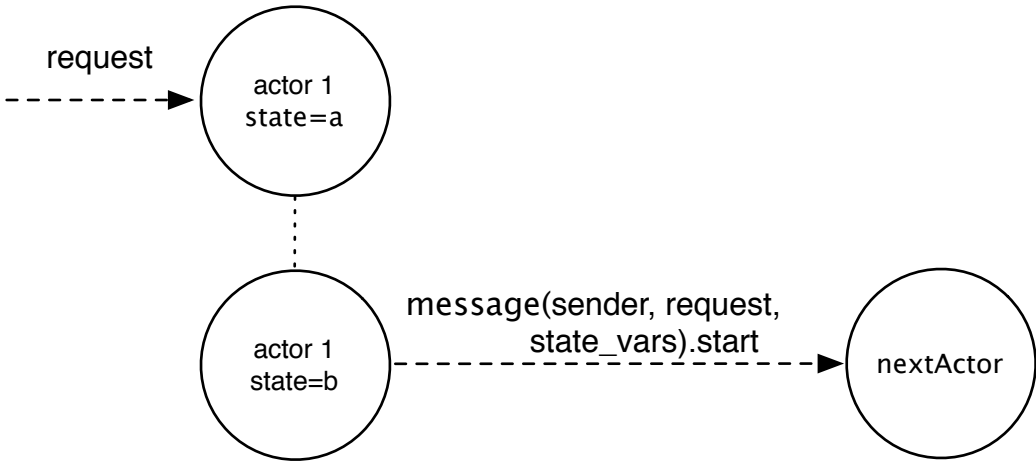 request
actor 1
state=a
message(sender, request,
state_vars).start
actor 1
state=b
nextActor